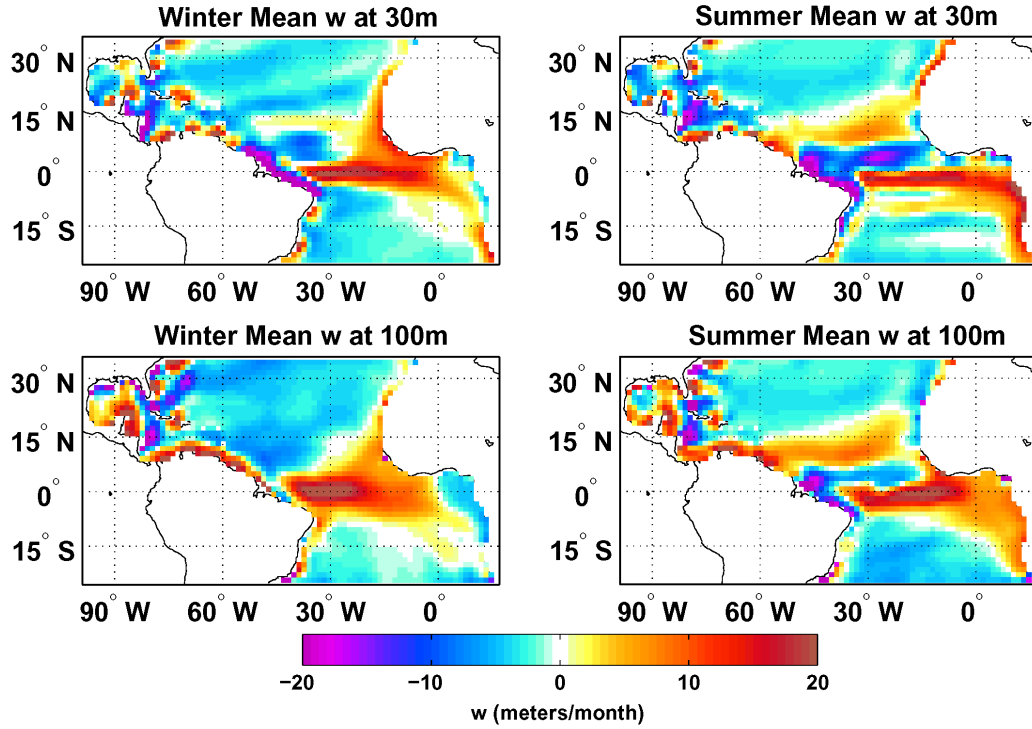 Winter Mean w at 30m
Summer Mean w at 30m
30° N
15° N
0°
15° S
90° W 60° W 30° W 0°
30° N
15° N
0°
15° S
90° W 60° W 30° W 0°
Winter Mean w at 100m
Summer Mean w at 100m
30° N
15° N
0°
15° S
90° W 60° W 30° W 0°
30° N
15° N
0°
15° S
90° W 60° W 30° W 0°
−20 −10 0 10 20
w (meters/month)